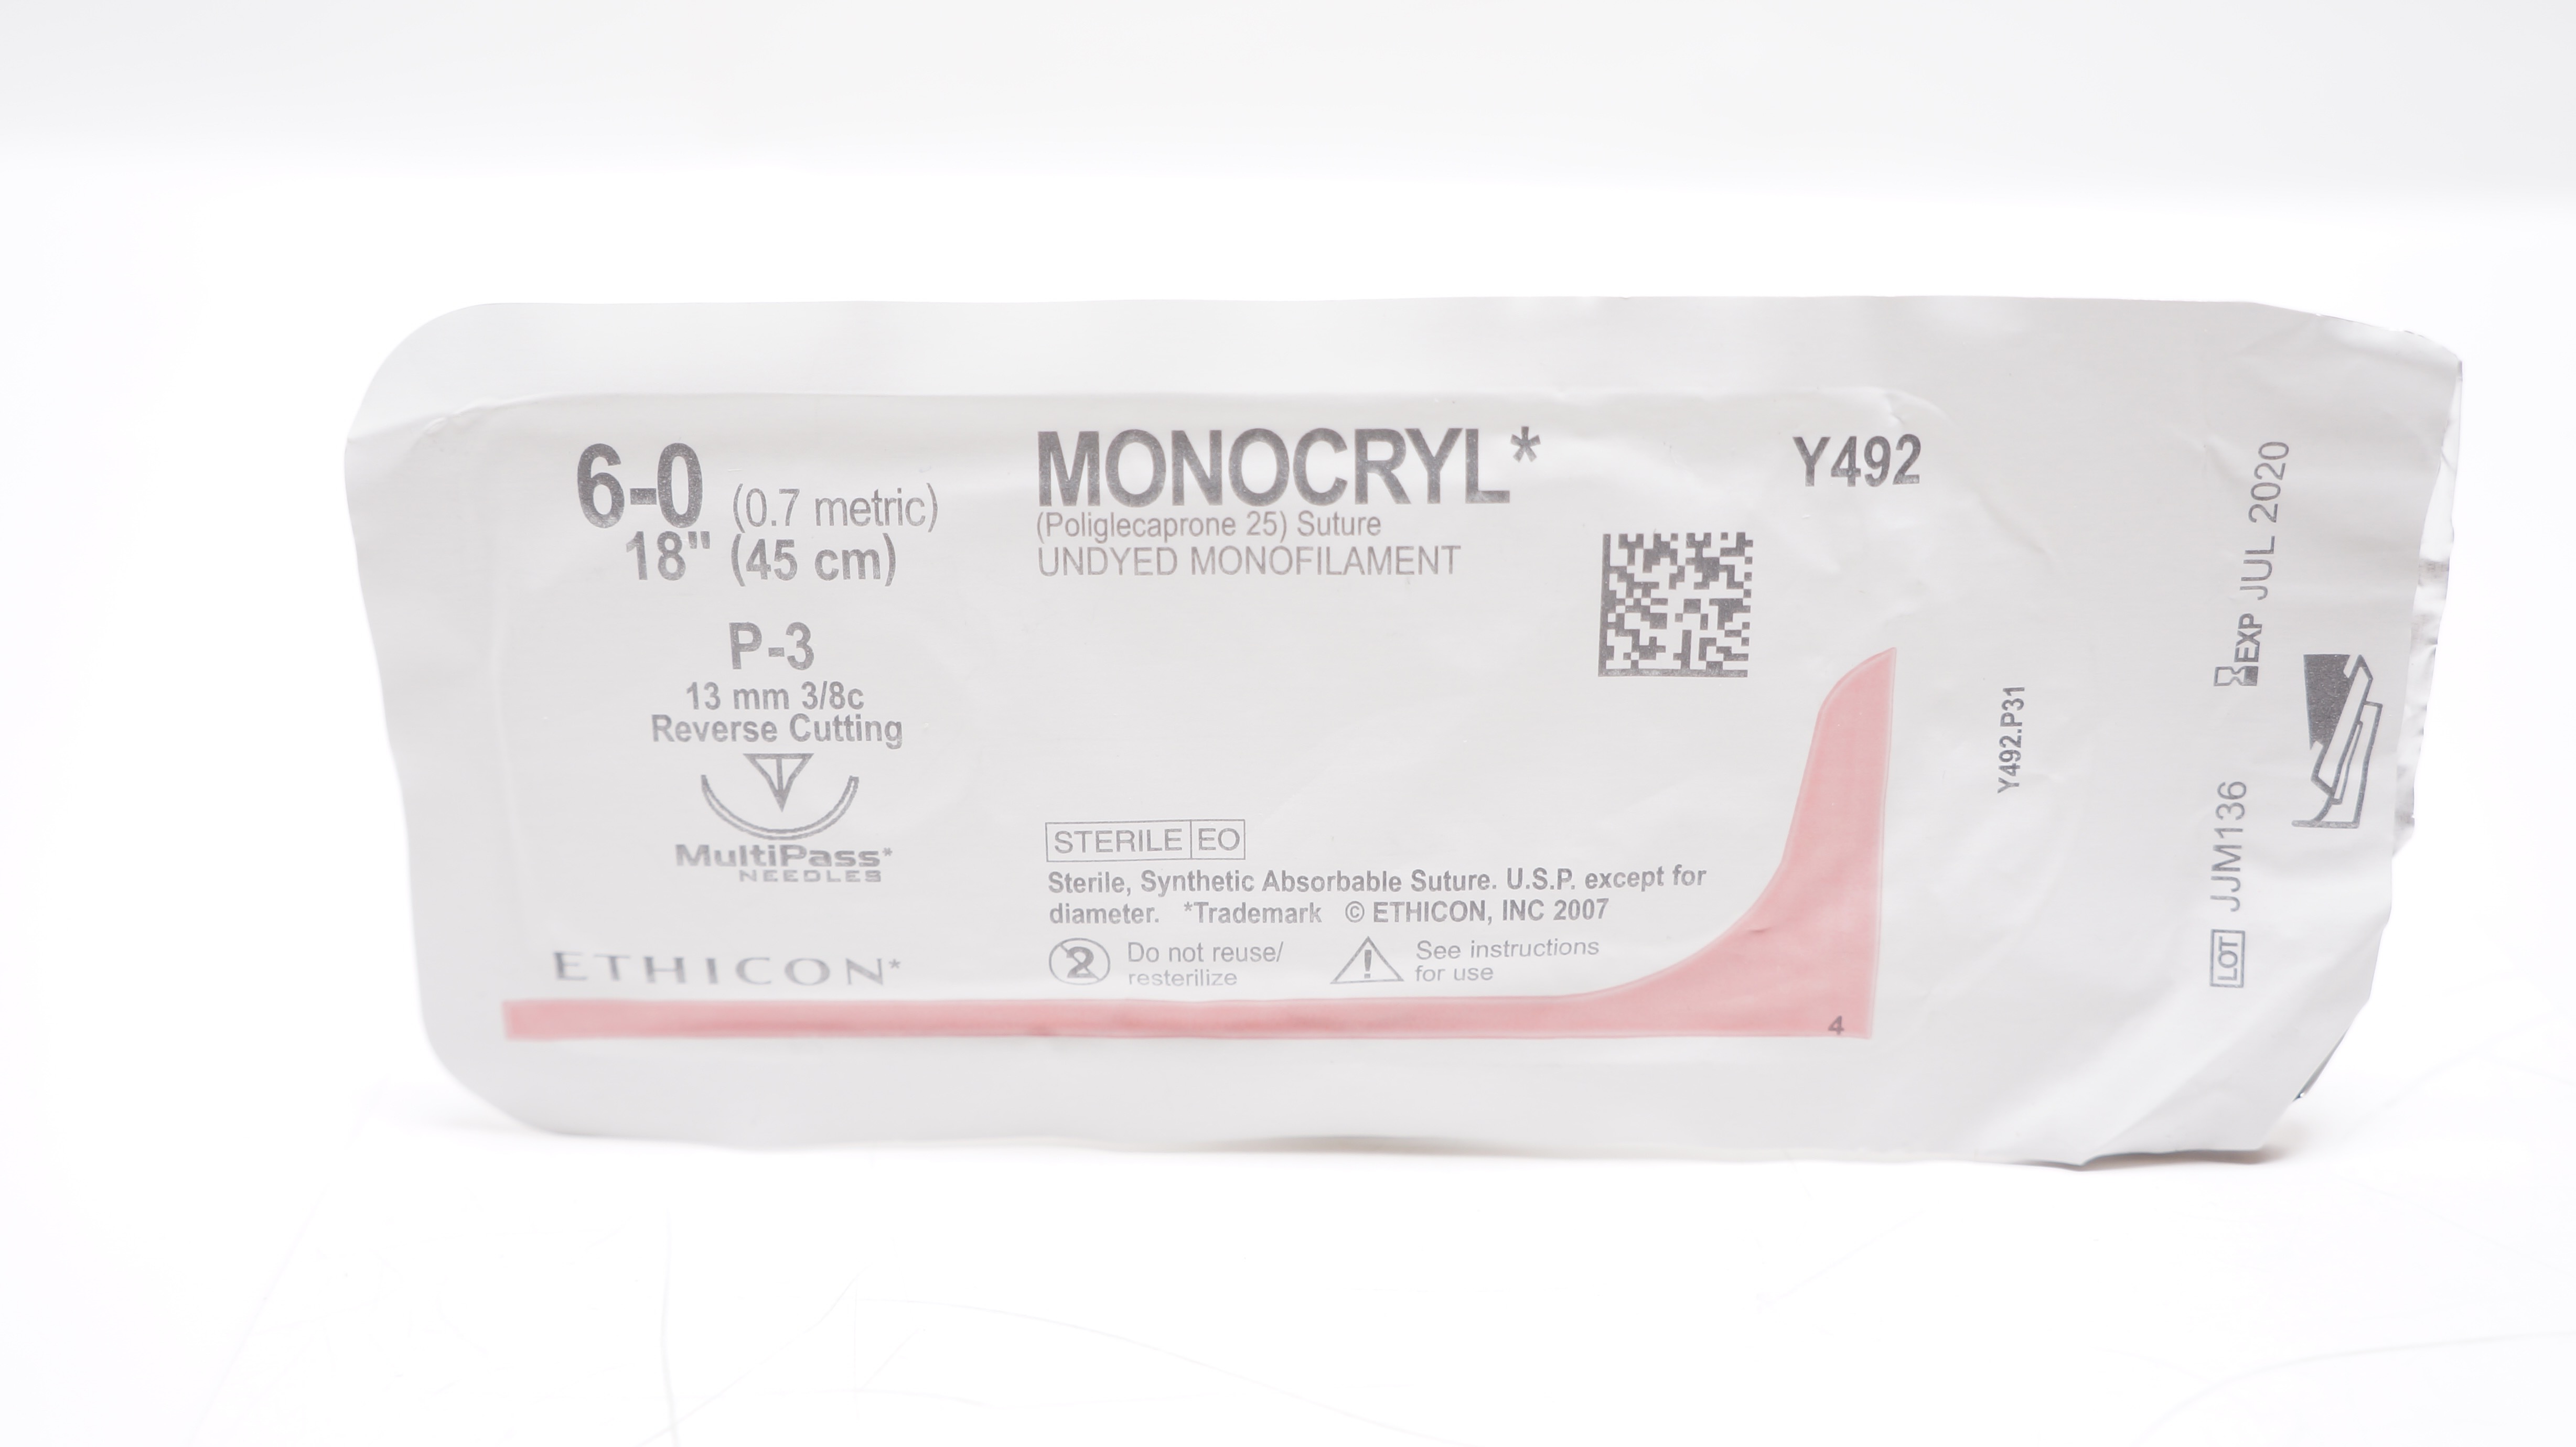 6-0 (0.7 metric)
18" (45 cm)
P-3
13 mm 3/8c
Reverse Cutting
MultiPass*
NEEDLES
ETHICON*
MONOCRYL*
(Poliglecaprone 25) Suture
UNDYED MONOFILAMENT
Y492
STERILE EO
Sterile, Synthetic Absorbable Suture. U.S.P. except for
diameter. *Trademark © ETHICON, INC 2007
2 Do not reuse/
resterilize
! See instructions
for use
4
Y492.P31
LOT JJM136
EXP JUL 2020